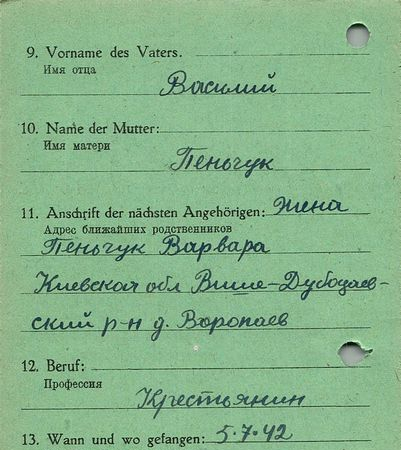 9. Vorname des Vaters.
Имя отца
Василий
10. Name der Mutter:
Имя матери
Пеньчук
11. Anschrift der nächsten Angehörigen: жена
Адрес ближайших родственников
Пеньчук Варвара
Киевская обл Више-Дубоцаев-
ский р-н д. Воропаев
12. Beruf:
Профессия
Крестьянин
13. Wann und wo gefangen: 5.7.42